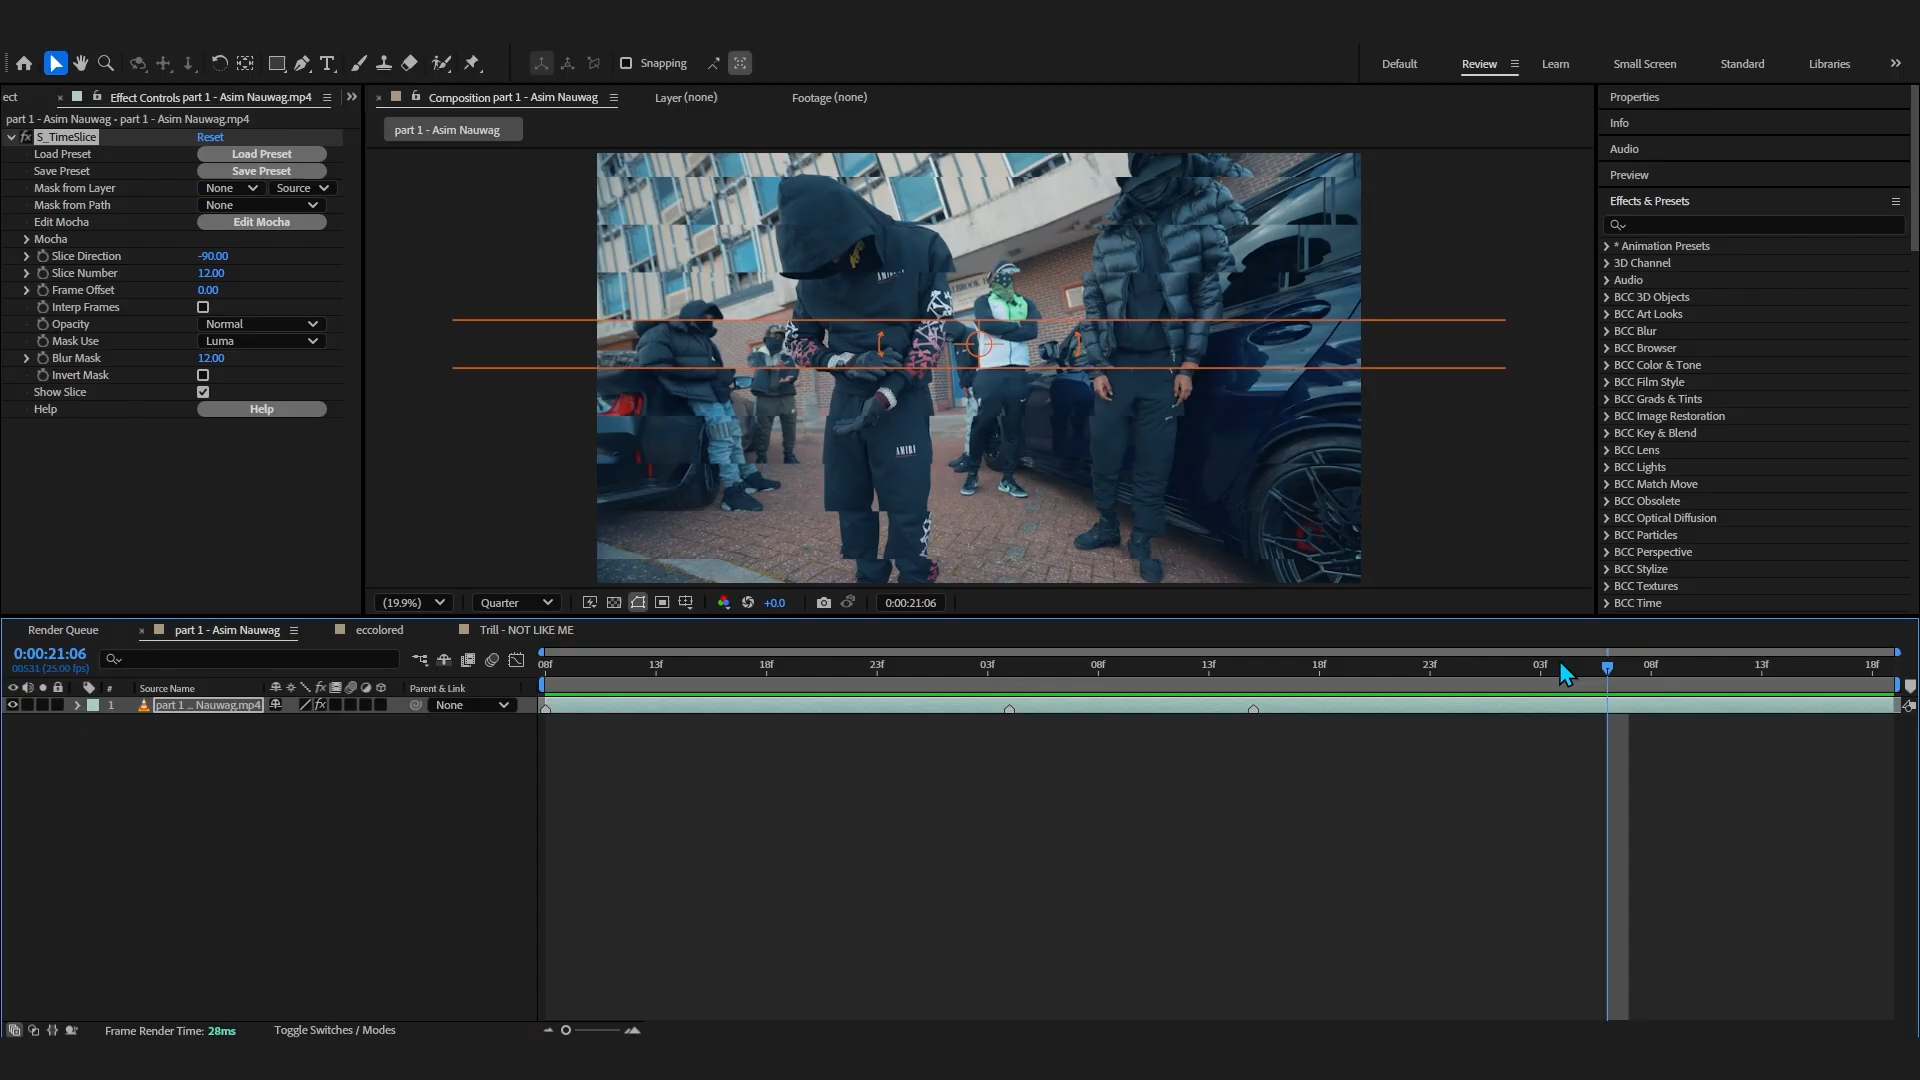 Snapping
Default
Review
Learn
Small Screen
Standard
Libraries
ect
Effect Controls part 1 - Asim Nauwag.mp4
part 1 - Asim Nauwag • part 1 - Asim Nauwag.mp4
fx S_TimeSlice Reset
Load Preset Load Preset
Save Preset Save Preset
Mask from Layer None Source
Mask from Path None
Edit Mocha Edit Mocha
Mocha
Slice Direction -90.00
Slice Number 12.00
Frame Offset 0.00
Interp Frames
Opacity Normal
Mask Use Luma
Blur Mask 12.00
Invert Mask
Show Slice
Help Help
Composition part 1 - Asim Nauwag
Layer (none)
Footage (none)
part 1 - Asim Nauwag
AMIRI
(19.9%)
Quarter
+0.0
0:00:21:06
Properties
Info
Audio
Preview
Effects & Presets
* Animation Presets
3D Channel
Audio
BCC 3D Objects
BCC Art Looks
BCC Blur
BCC Browser
BCC Color & Tone
BCC Film Style
BCC Grads & Tints
BCC Image Restoration
BCC Key & Blend
BCC Lens
BCC Lights
BCC Match Move
BCC Obsolete
BCC Optical Diffusion
BCC Particles
BCC Perspective
BCC Stylize
BCC Textures
BCC Time
Render Queue
part 1 - Asim Nauwag
eccolored
Trill - NOT LIKE ME
0:00:21:06
00531 (25.00 fps)
08f 13f 18f 23f 03f 08f 13f 18f 23f 03f 08f 13f 18f
# Source Name fx Parent & Link
1 part 1 ... Nauwag.mp4 fx None
Frame Render Time: 28ms
Toggle Switches / Modes